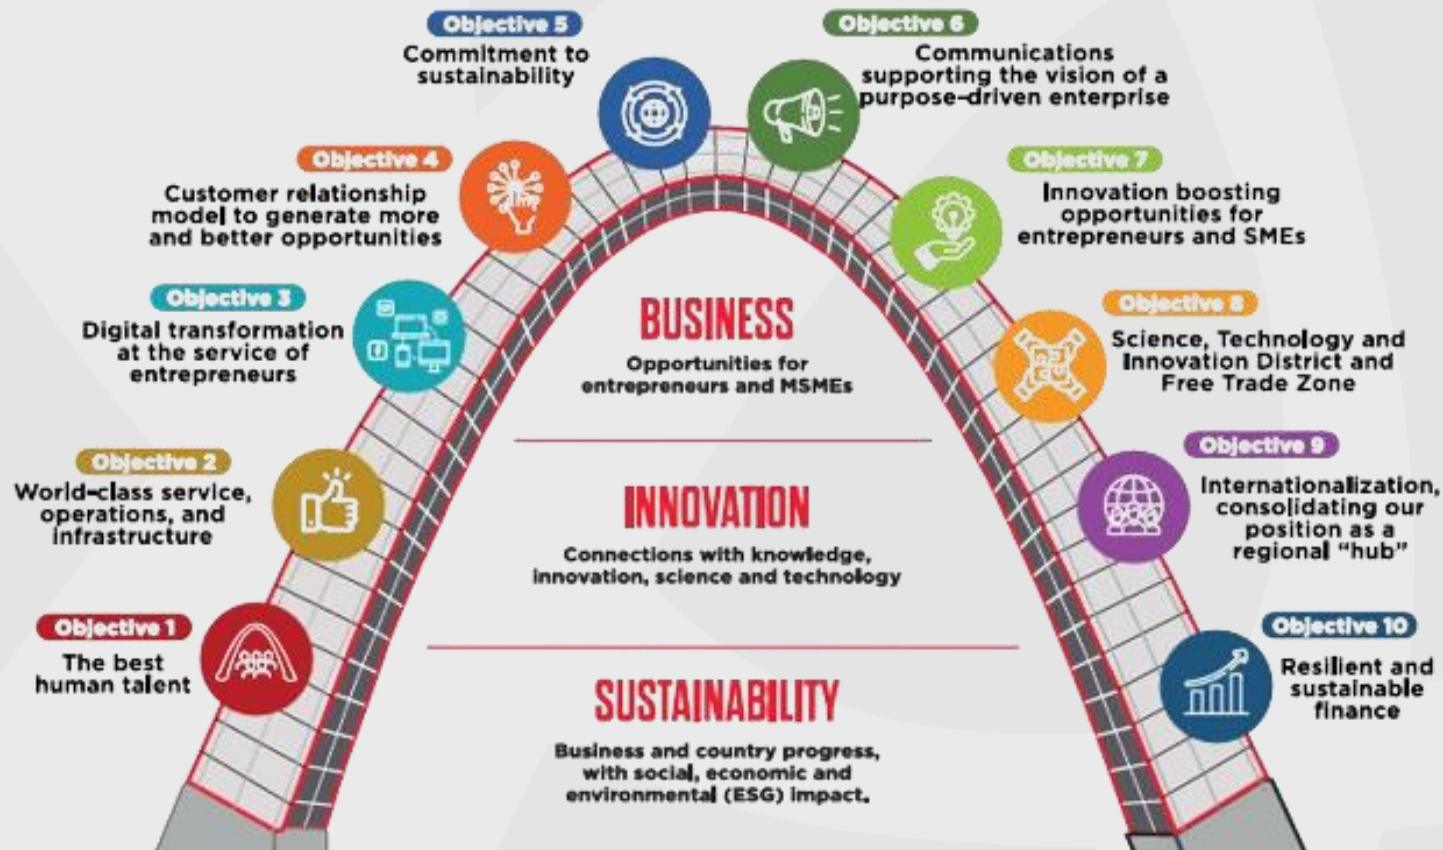 Objective 1
The best
human talent
Objective 2
World-class service,
operations, and
infrastructure
Objective 3
Digital transformation
at the service of
entrepreneurs
Objective 4
Customer relationship
model to generate more
and better opportunities
Objective 5
Commitment to
sustainability
Objective 6
Communications
supporting the vision of a
purpose-driven enterprise
Objective 7
Innovation boosting
opportunities for
entrepreneurs and SMEs
Objective 8
Science, Technology and
Innovation District and
Free Trade Zone
Objective 9
Internationalization,
consolidating our
position as a
regional “hub”
Objective 10
Resilient and
sustainable
finance
BUSINESS
Opportunities for
entrepreneurs and MSMEs
INNOVATION
Connections with knowledge,
innovation, science and technology
SUSTAINABILITY
Business and country progress,
with social, economic and
environmental (ESG) impact.